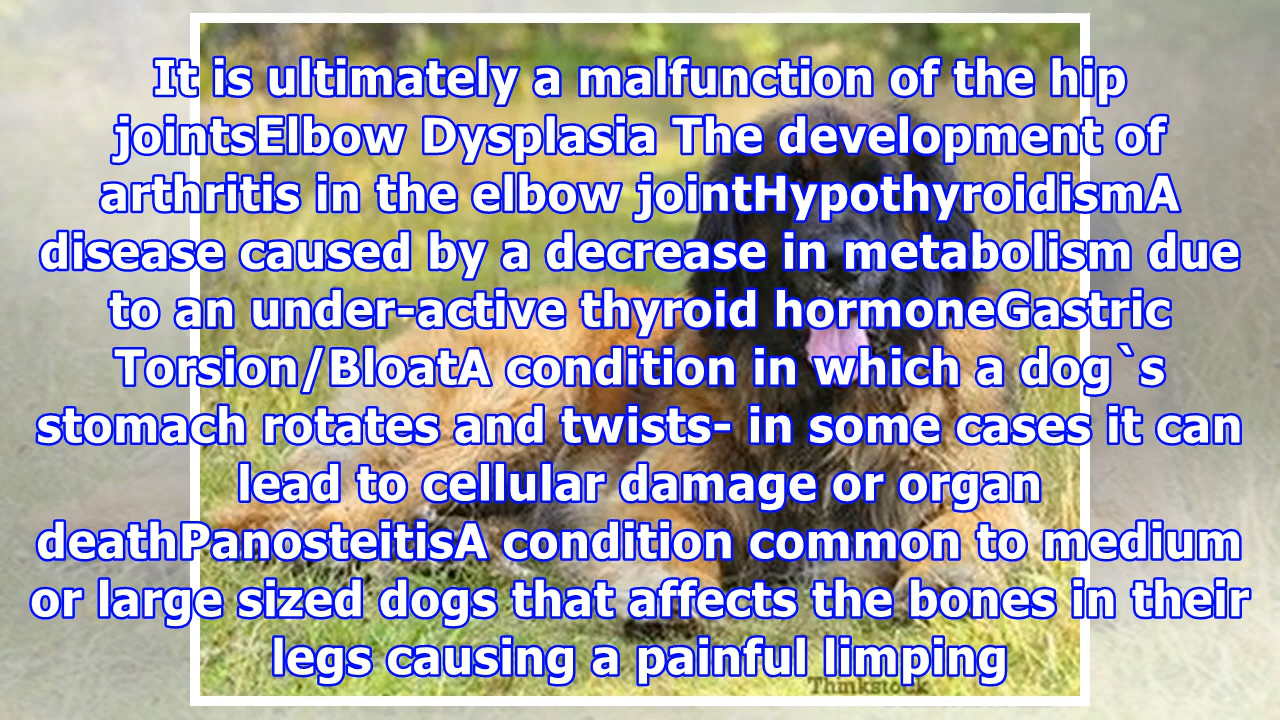 It is ultimately a malfunction of the hip
jointsElbow Dysplasia The development of
arthritis in the elbow jointHypothyroidismA
disease caused by a decrease in metabolism due
to an under-active thyroid hormoneGastric
Torsion/BloatA condition in which a dog`s
stomach rotates and twists- in some cases it can
lead to cellular damage or organ
deathPanosteitisA condition common to medium
or large sized dogs that affects the bones in their
legs causing a painful limping
Thinkstock